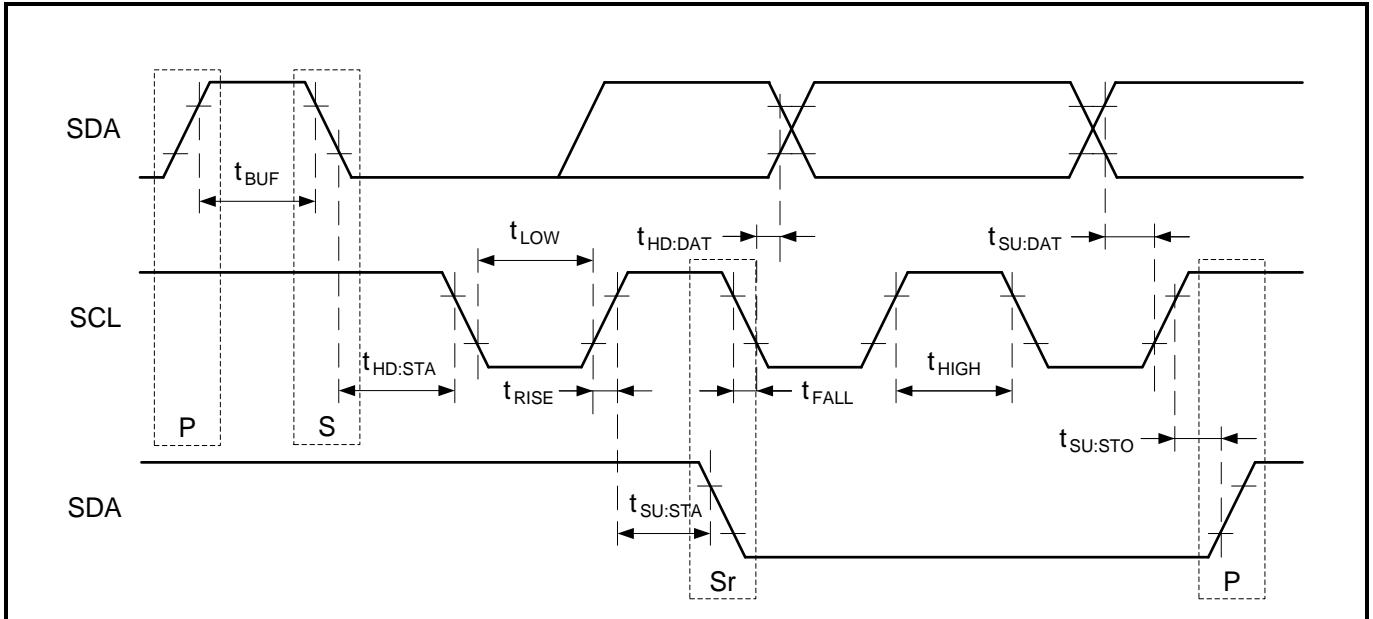 SDA
tBUF
tLOW
tHD:DAT
tSU:DAT
SCL
tHD:STA
tRISE
tFALL
tHIGH
P
S
tSU:STO
SDA
tSU:STA
Sr
P